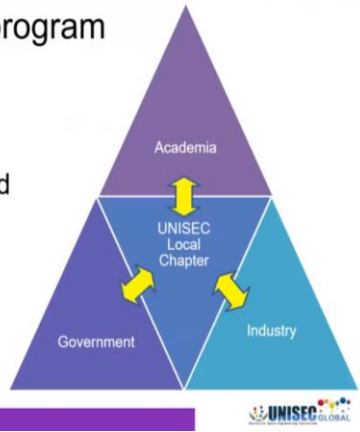 rogram
Academia
d
UNISEC
Local
Chapter
Government
Industry
UNISEC GLOBAL